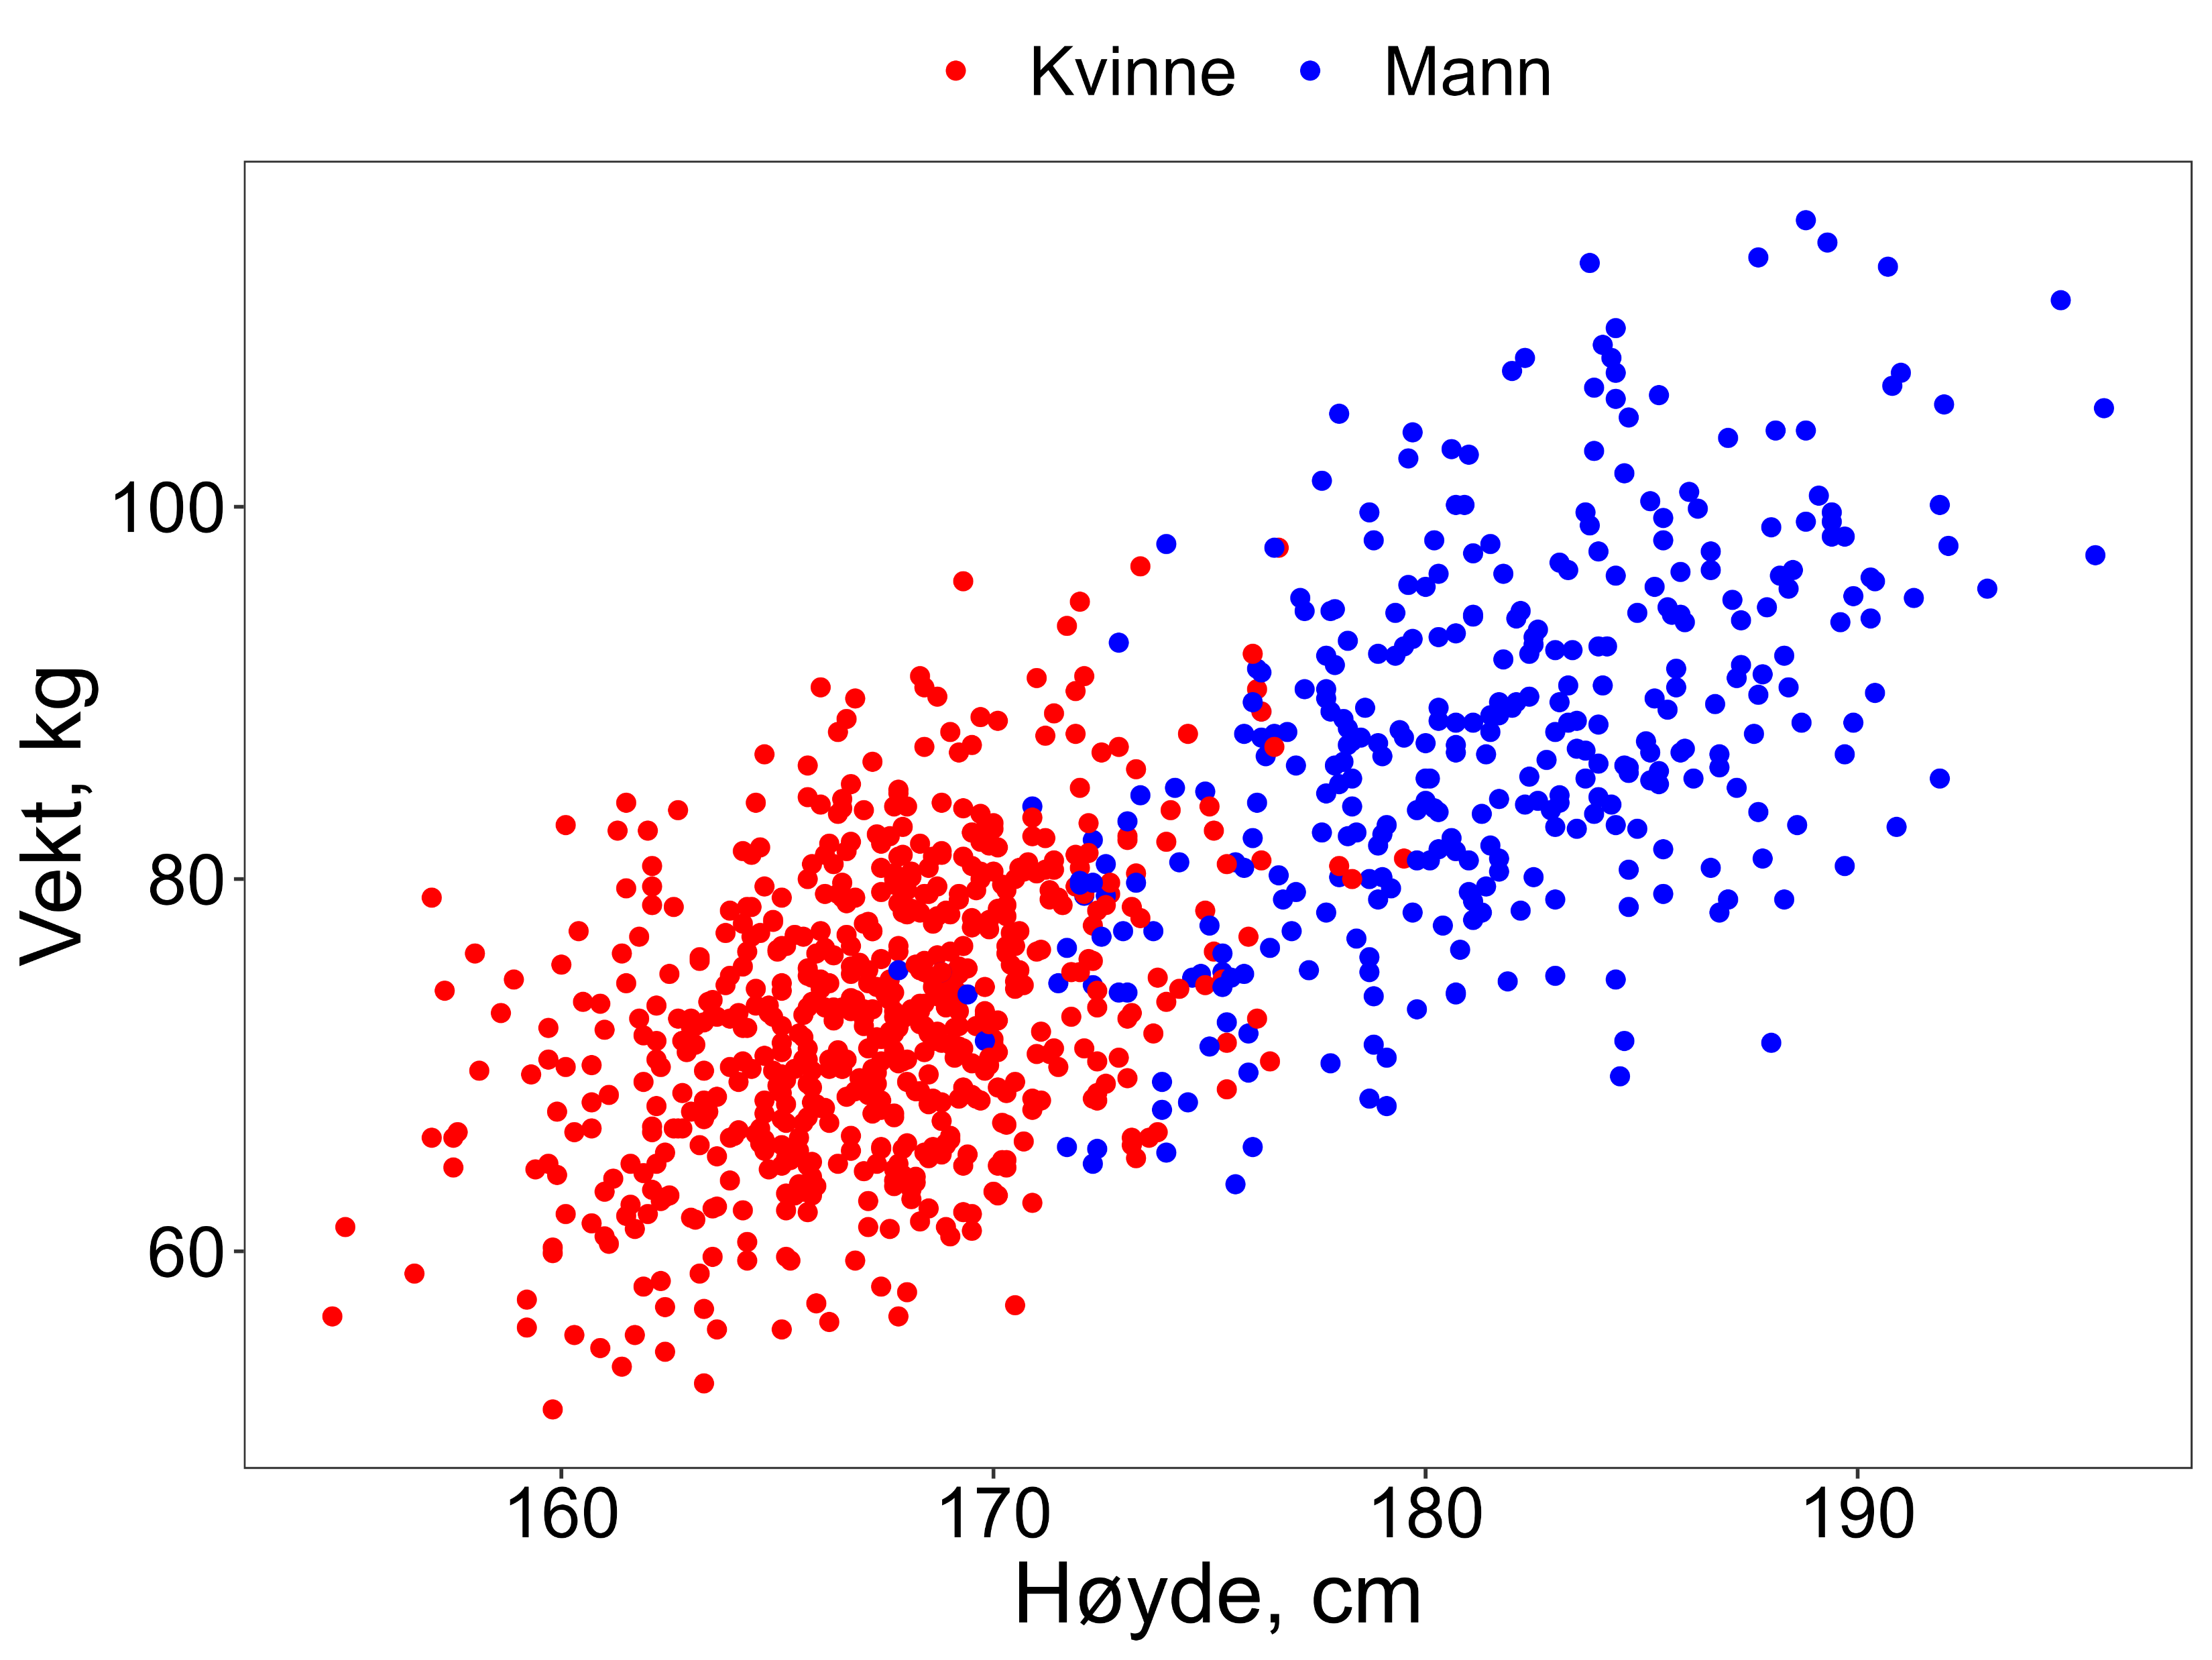 Kvinne Mann
Vekt, kg
100
80
60
160 170 180 190
Høyde, cm